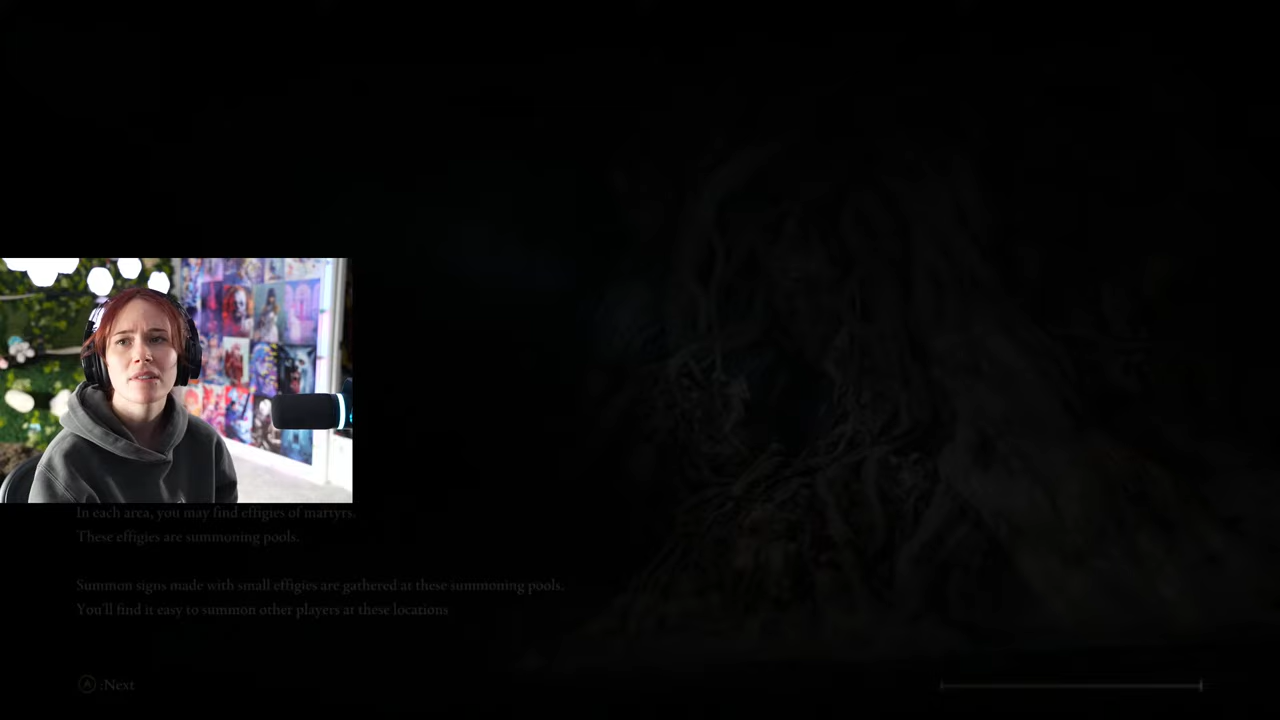 In each area, you may find effigies of martyrs.
These effigies are summoning pools.
Summon signs made with small effigies are gathered at these summoning pools.
You'll find it easy to summon other players at these locations
A :Next